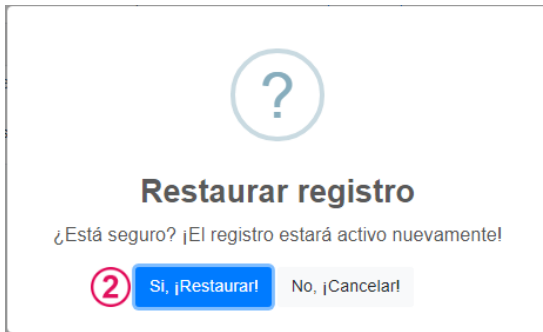 ?
Restaurar registro
¿Está seguro? ¡El registro estará activo nuevamente!
2 Si, ¡Restaurar! No, ¡Cancelar!